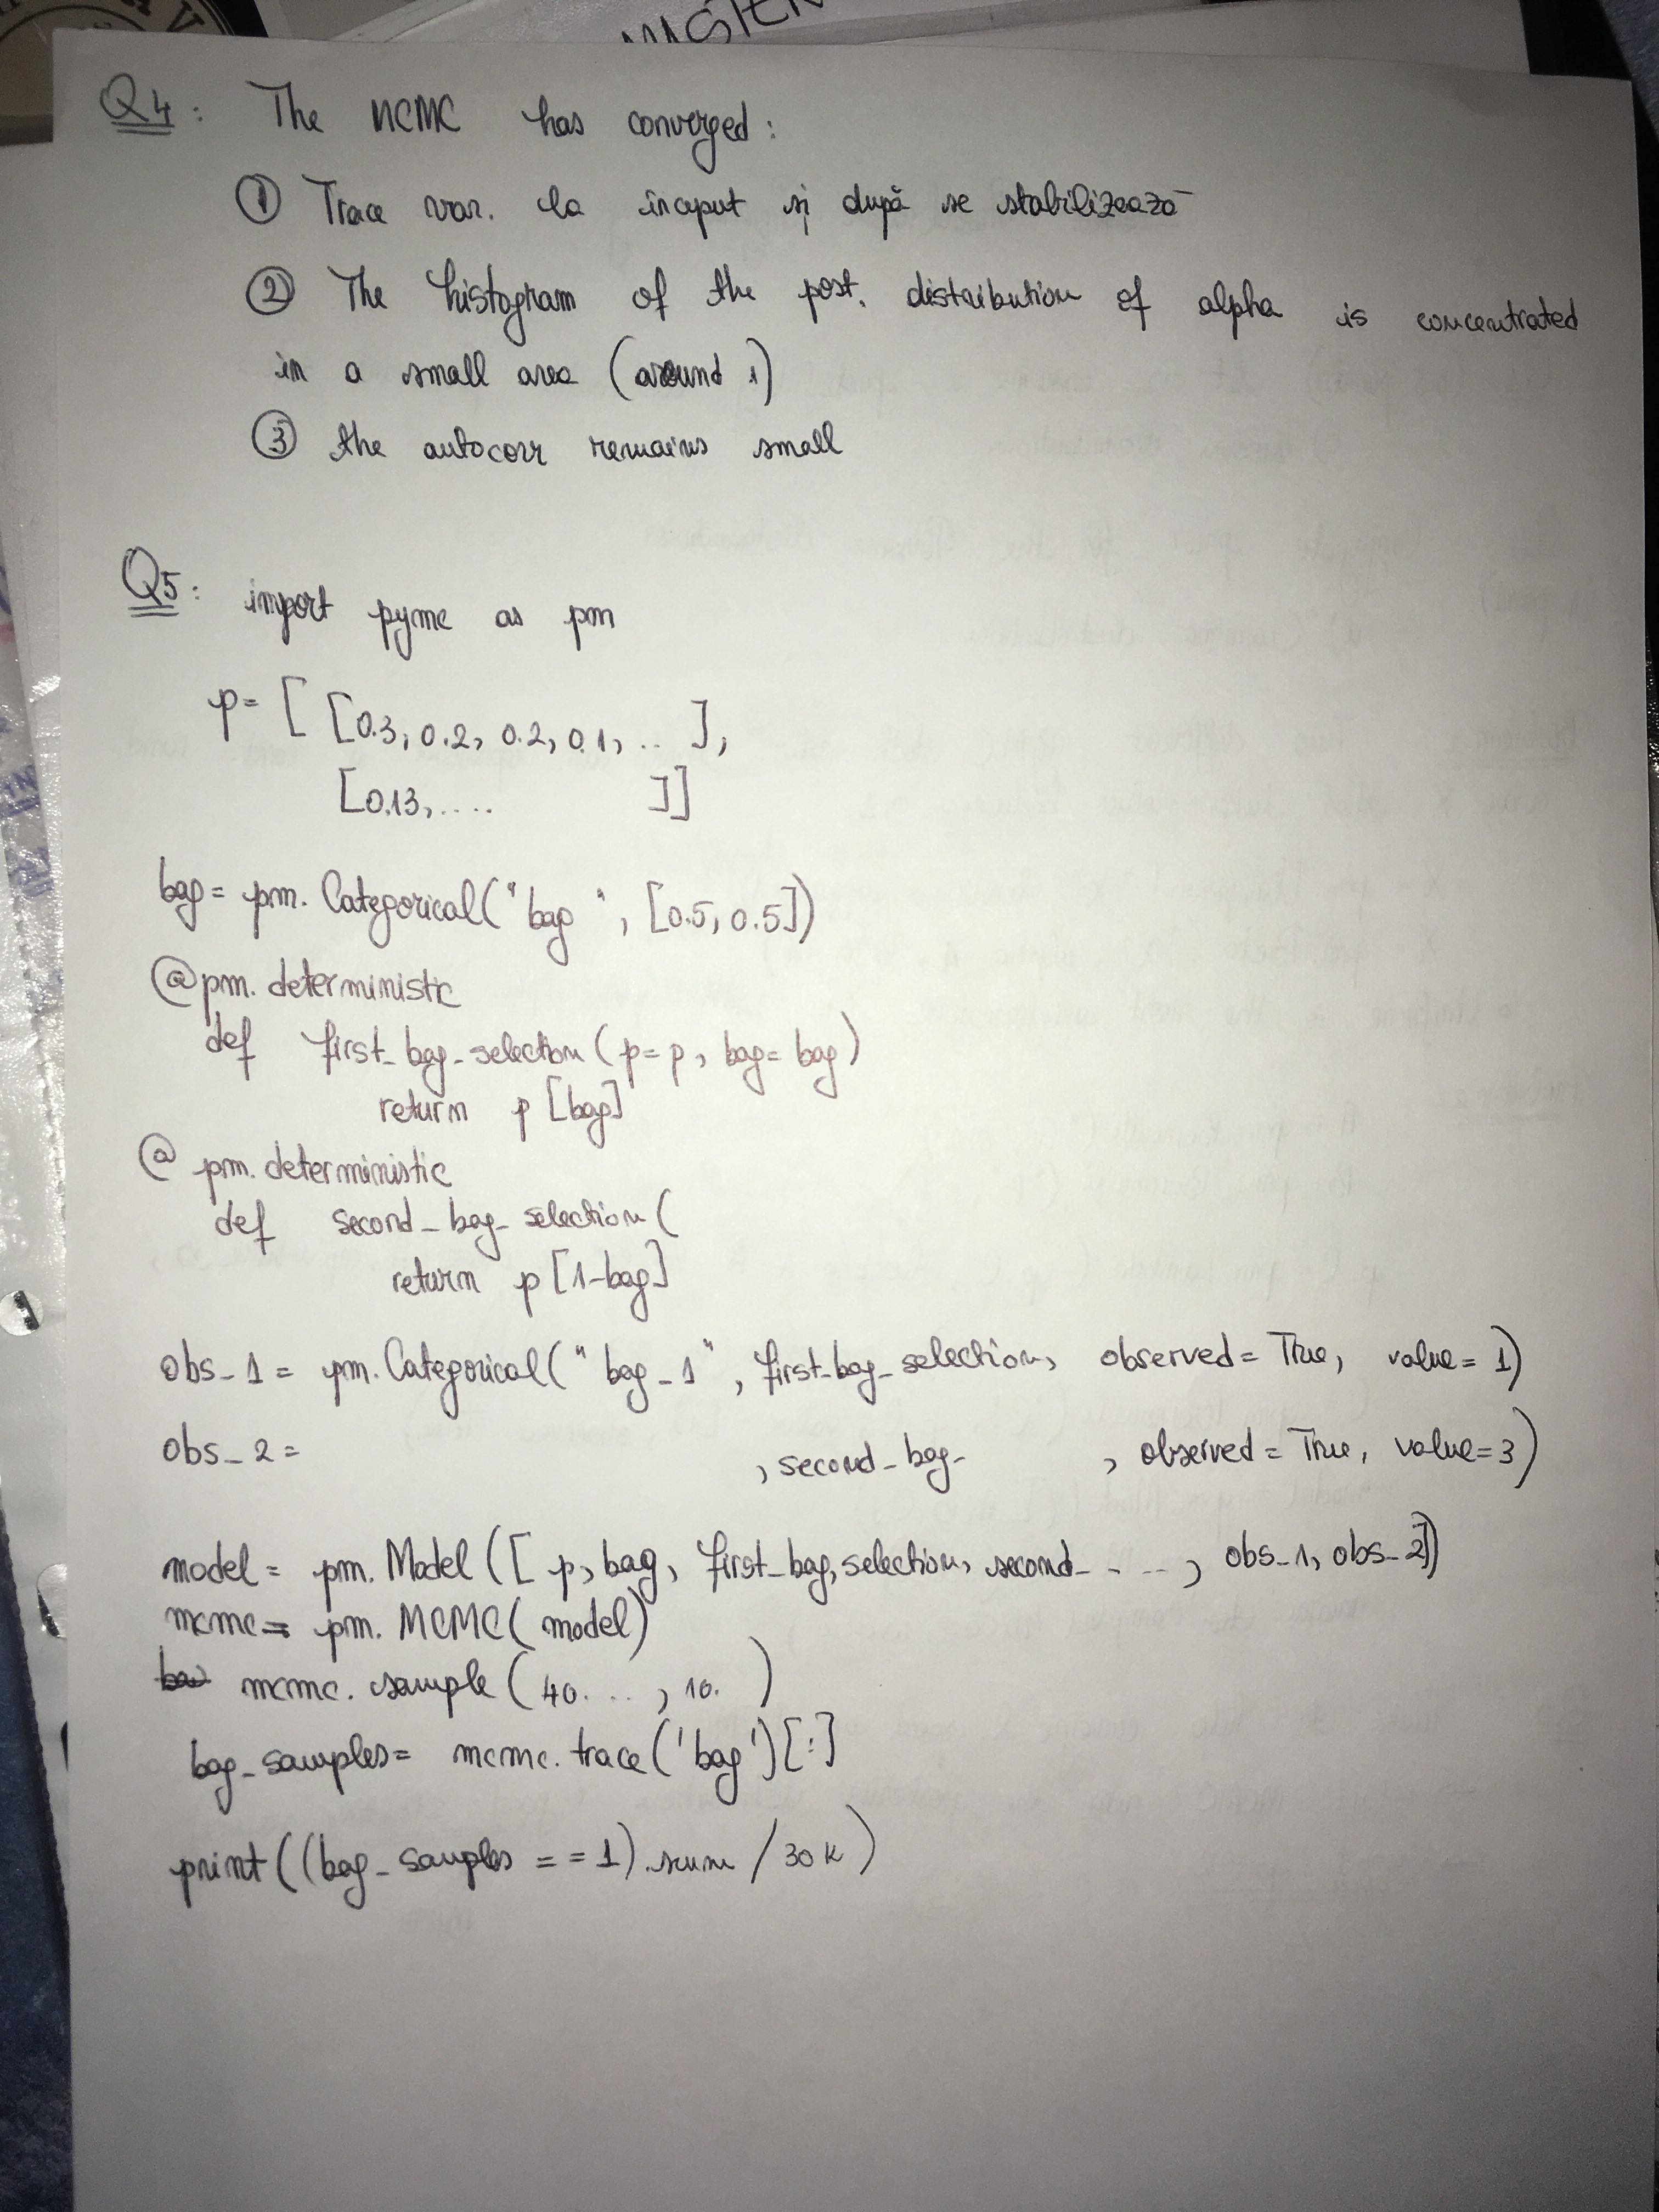 Q4: The MCMC has converged:
① Trace var. la început și după se stabilizează
② The histogram of the post. distribution of alpha is concentrated
in a small area (around 1)
③ the autocorr remains small
Q5: import pymc as pm
p= [ [0.3, 0.2, 0.2, 0.1, .. ],
[0.13, .... ]]
bag= pm. Categorical("bag", [0.5, 0.5])
@pm. deterministic
def first_bag_selection (p=p, bag= bag)
return p [bag]
@ pm. deterministic
def second_bag_selection (
return p [1-bag]
obs_1 = pm. Categorical("bag_1", first_bag_selection, observed= True, value= 1)
obs_2 = , second_bag_ , observed= True, value=3)
model= pm. Model ([ p, bag, first_bag,selection, second_ - --, obs_1, obs_2])
mcmc= pm. MCMC( model)
mcmc. sample (40. .. , 10. )
bag_samples= mcmc. trace('bag')[:]
print((bag_samples == 1).sum /30k)